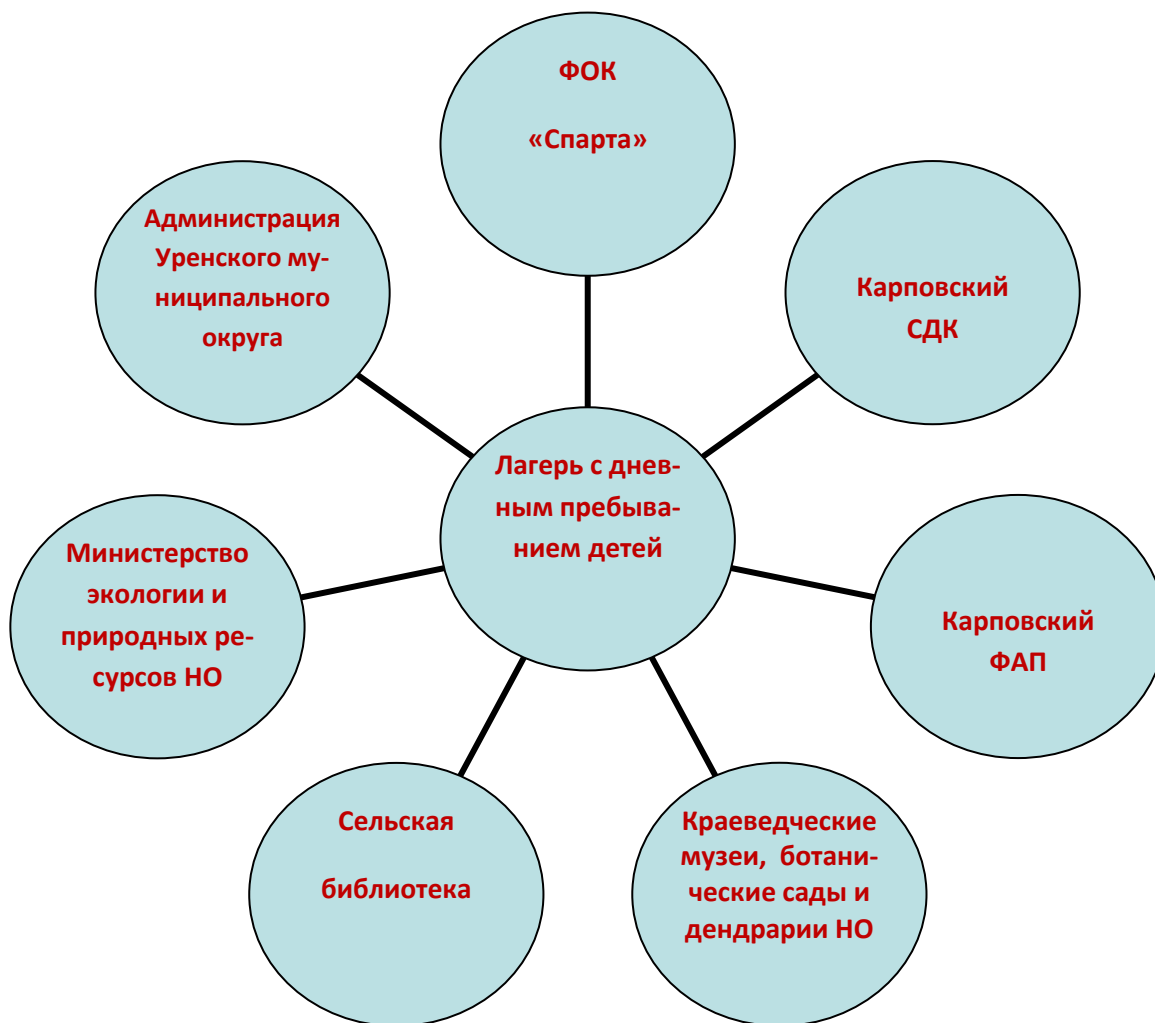 ФОК
«Спарта»
Администрация
Уренского му-
ниципального
округа
Карповский
СДК
Лагерь с днев-
ным пребыва-
нием детей
Министерство
экологии и
природных ре-
сурсов НО
Карповский
ФАП
Сельская
библиотека
Краеведческие
музеи, ботани-
ческие сады и
дендрарии НО